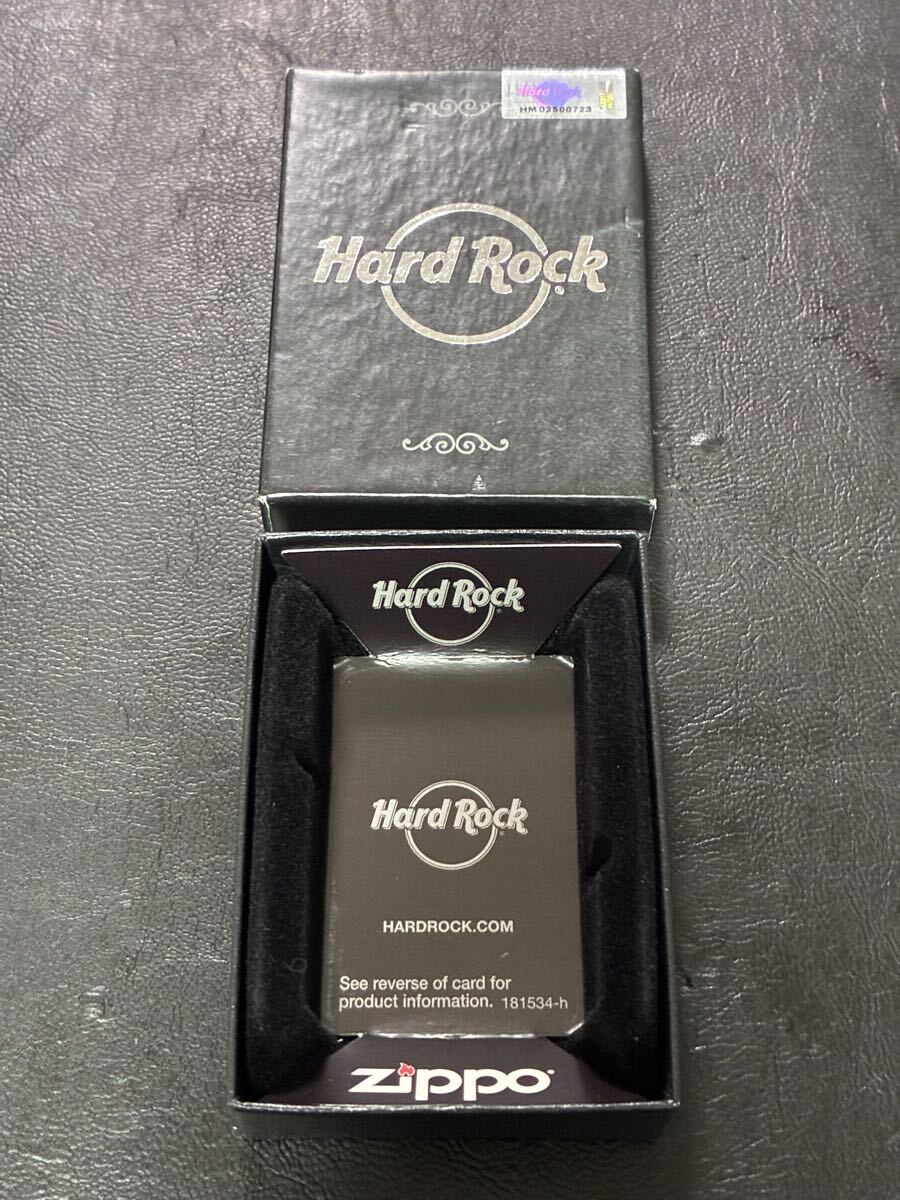 Hard Rock
HM 02500723
Hard Rock®
Hard Rock
Hard Rock
HARDROCK.COM
See reverse of card for
product information. 181534-h
zippo